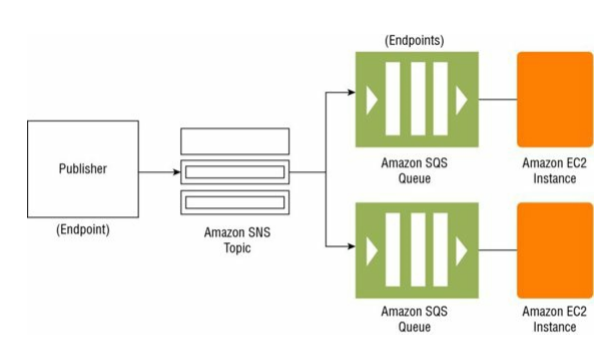 (Endpoints)
Publisher
(Endpoint)
Amazon SNS
Topic
Amazon SQS
Queue
Amazon EC2
Instance
Amazon SQS
Queue
Amazon EC2
Instance